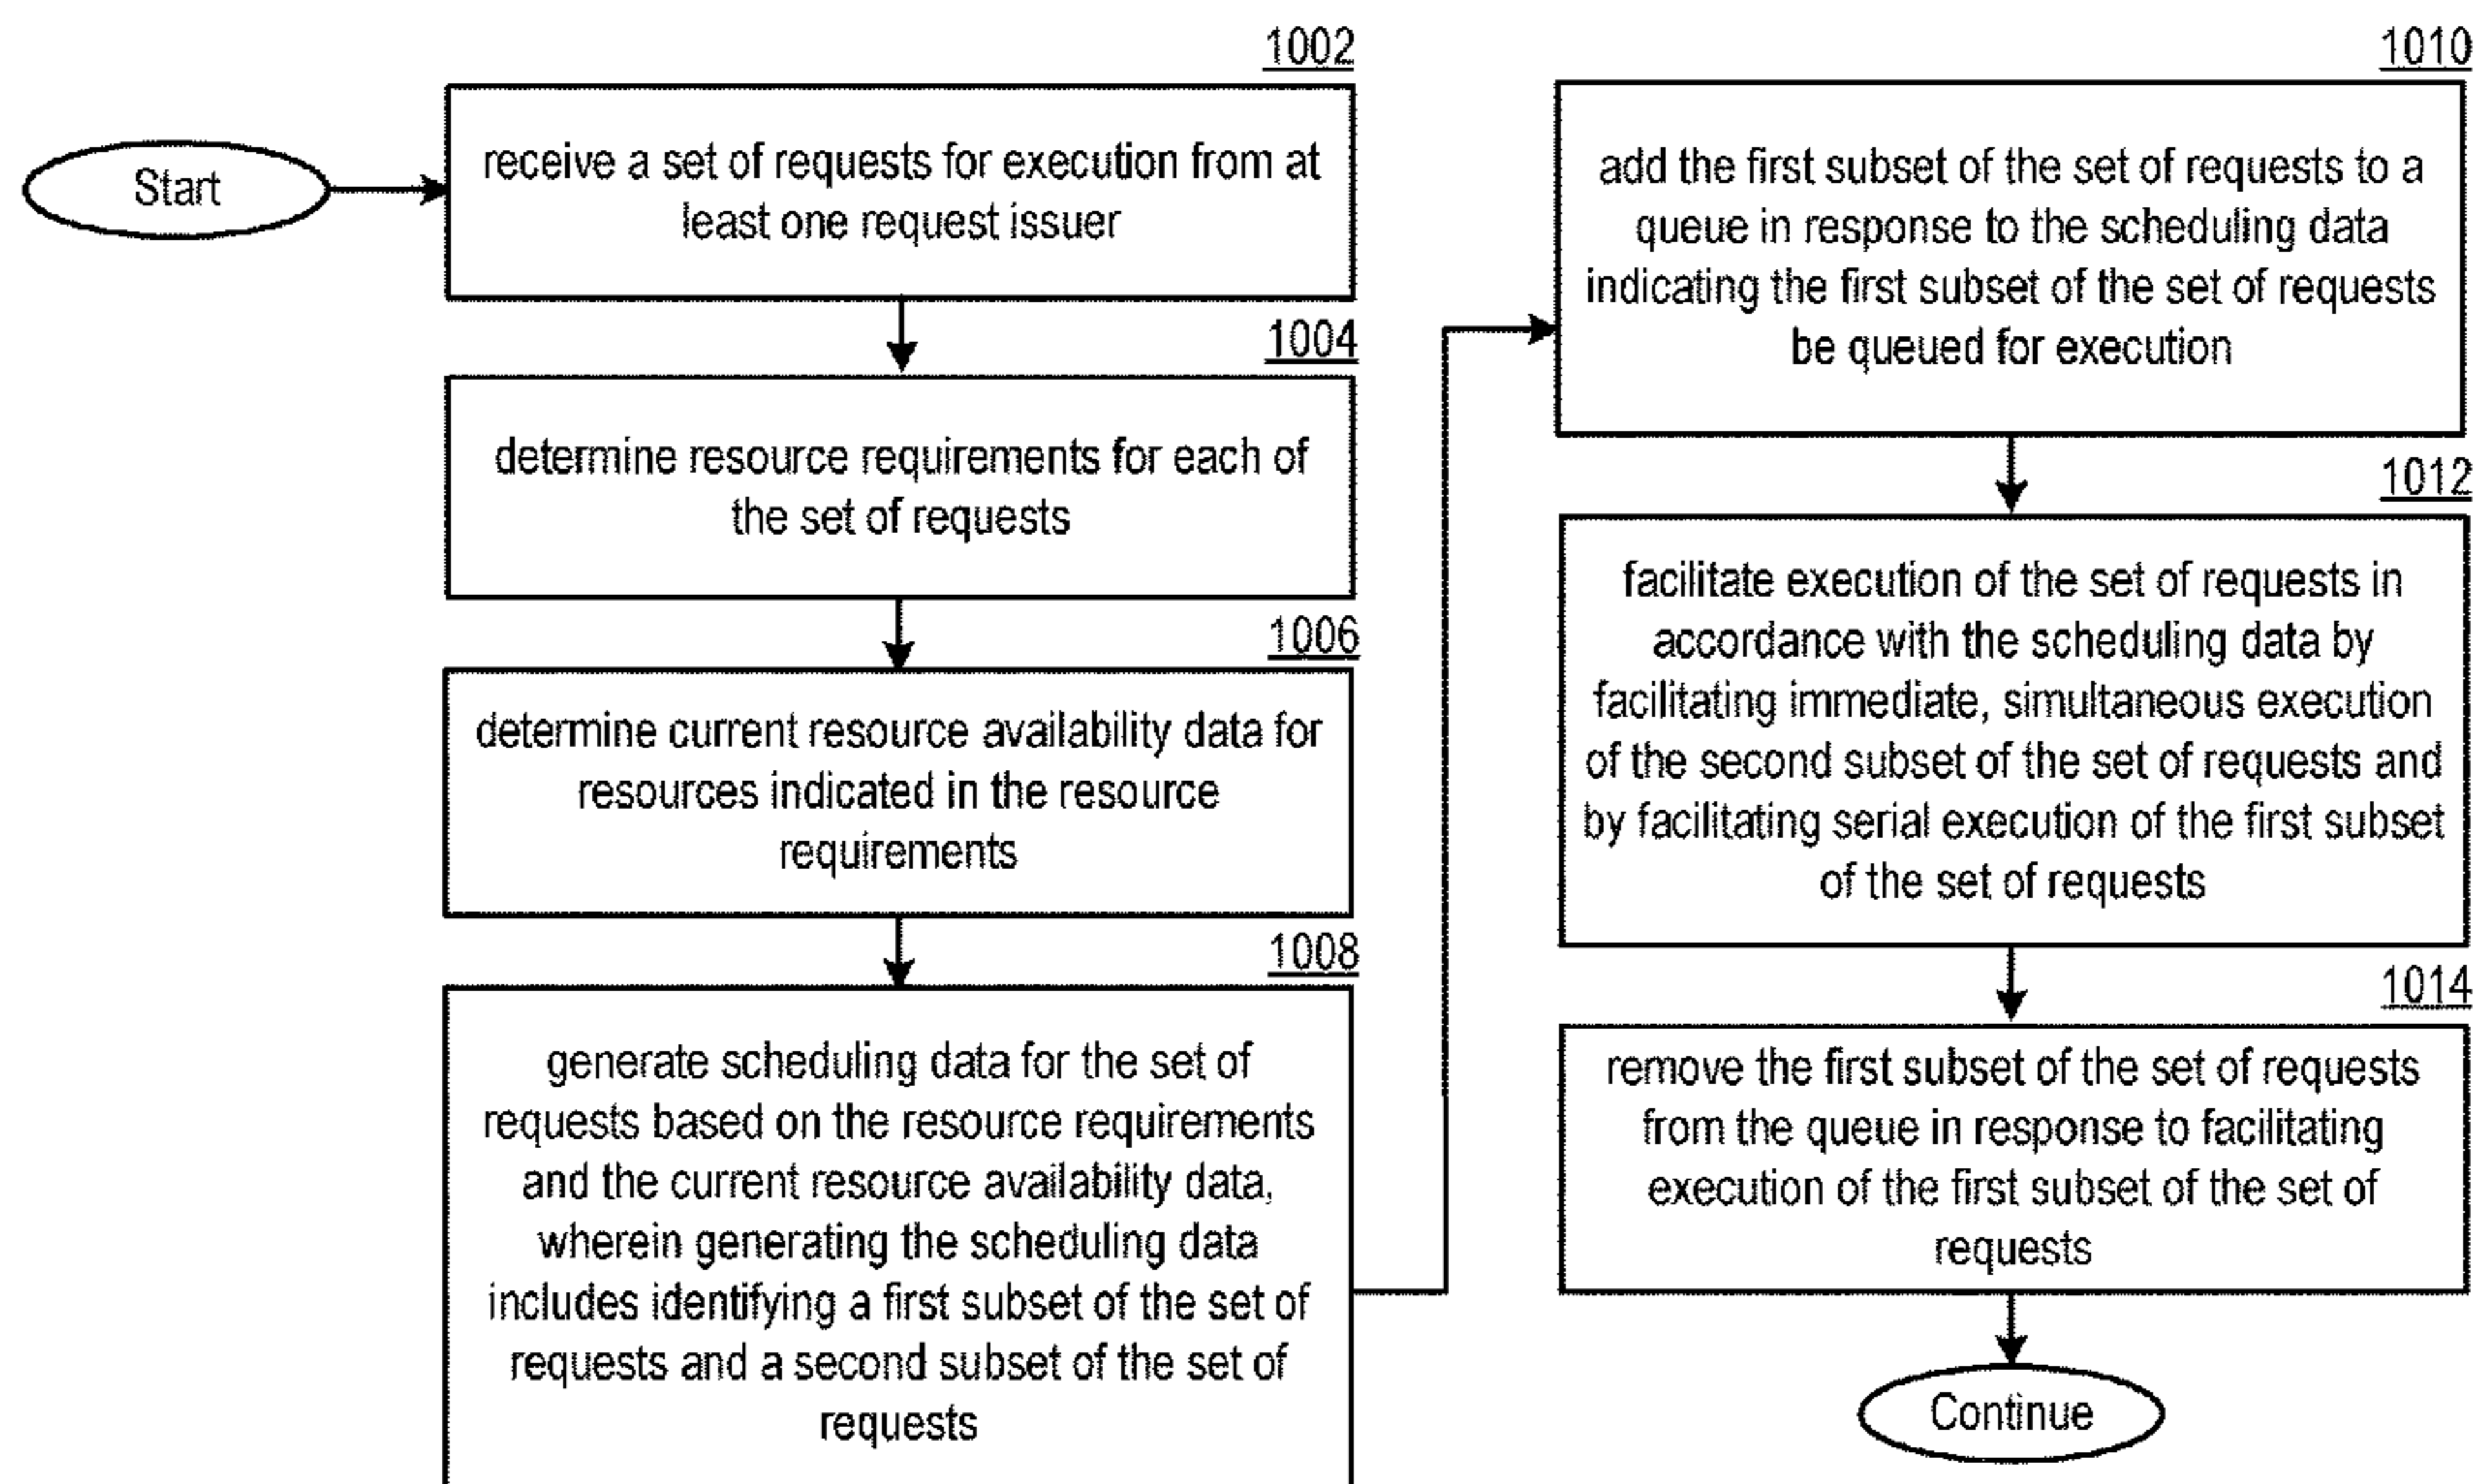 Start
1002
receive a set of requests for execution from at
least one request issuer
1004
determine resource requirements for each of
the set of requests
1006
determine current resource availability data for
resources indicated in the resource
requirements
1008
generate scheduling data for the set of
requests based on the resource requirements
and the current resource availability data,
wherein generating the scheduling data
includes identifying a first subset of the set of
requests and a second subset of the set of
requests
1010
add the first subset of the set of requests to a
queue in response to the scheduling data
indicating the first subset of the set of requests
be queued for execution
1012
facilitate execution of the set of requests in
accordance with the scheduling data by
facilitating immediate, simultaneous execution
of the second subset of the set of requests and
by facilitating serial execution of the first subset
of the set of requests
1014
remove the first subset of the set of requests
from the queue in response to facilitating
execution of the first subset of the set of
requests
Continue